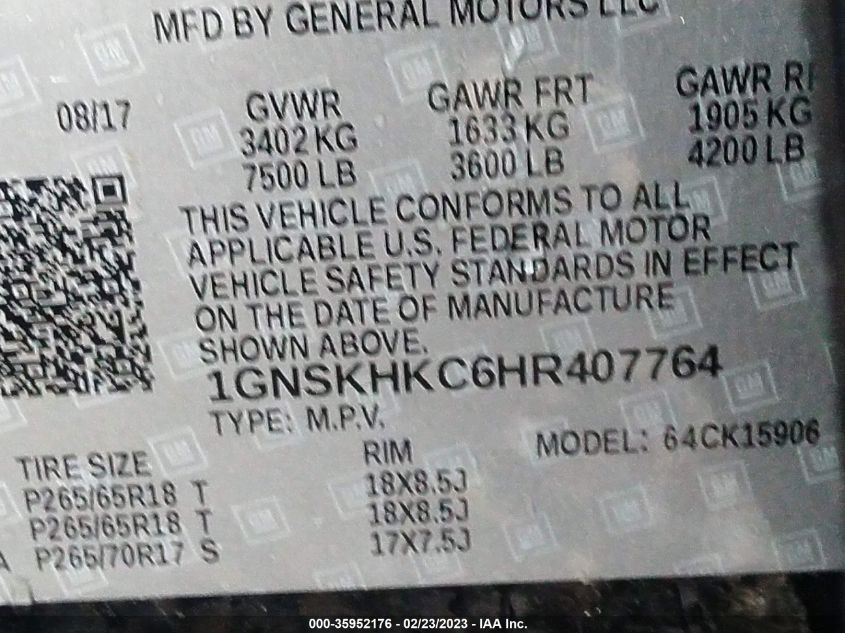 MFD BY GENERAL MOTORS LLC
08/17 GVWR GAWR FRT GAWR
3402 KG 1633 KG 1905 KG
7500 LB 3600 LB 4200 LB
THIS VEHICLE CONFORMS TO ALL
APPLICABLE U.S. FEDERAL MOTOR
VEHICLE SAFETY STANDARDS IN EFFECT
ON THE DATE OF MANUFACTURE
SHOWN ABOVE.
1GNSKHKC6HR407764
TYPE: M.P.V. MODEL: 64CK15906
TIRE SIZE RIM
P265/65R18 T 18X8.5J
P265/65R18 T 18X8.5J
P265/70R17 S 17X7.5J
000-35952176 - 02/23/2023 - IAA Inc.